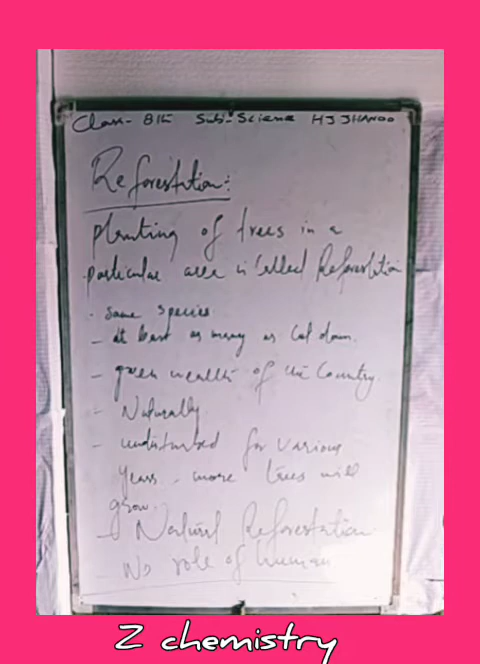 Class- 8th Sub-Science HJ JHANDO
Reforestation:
planting of trees in a
particular area is called Reforestation
. same species
- at least as many as cut down.
- green wealth of the Country.
- Naturally
- undisturbed for various
years. more trees will
grow.
- Natural Reforestation
- No role of human
Z chemistry